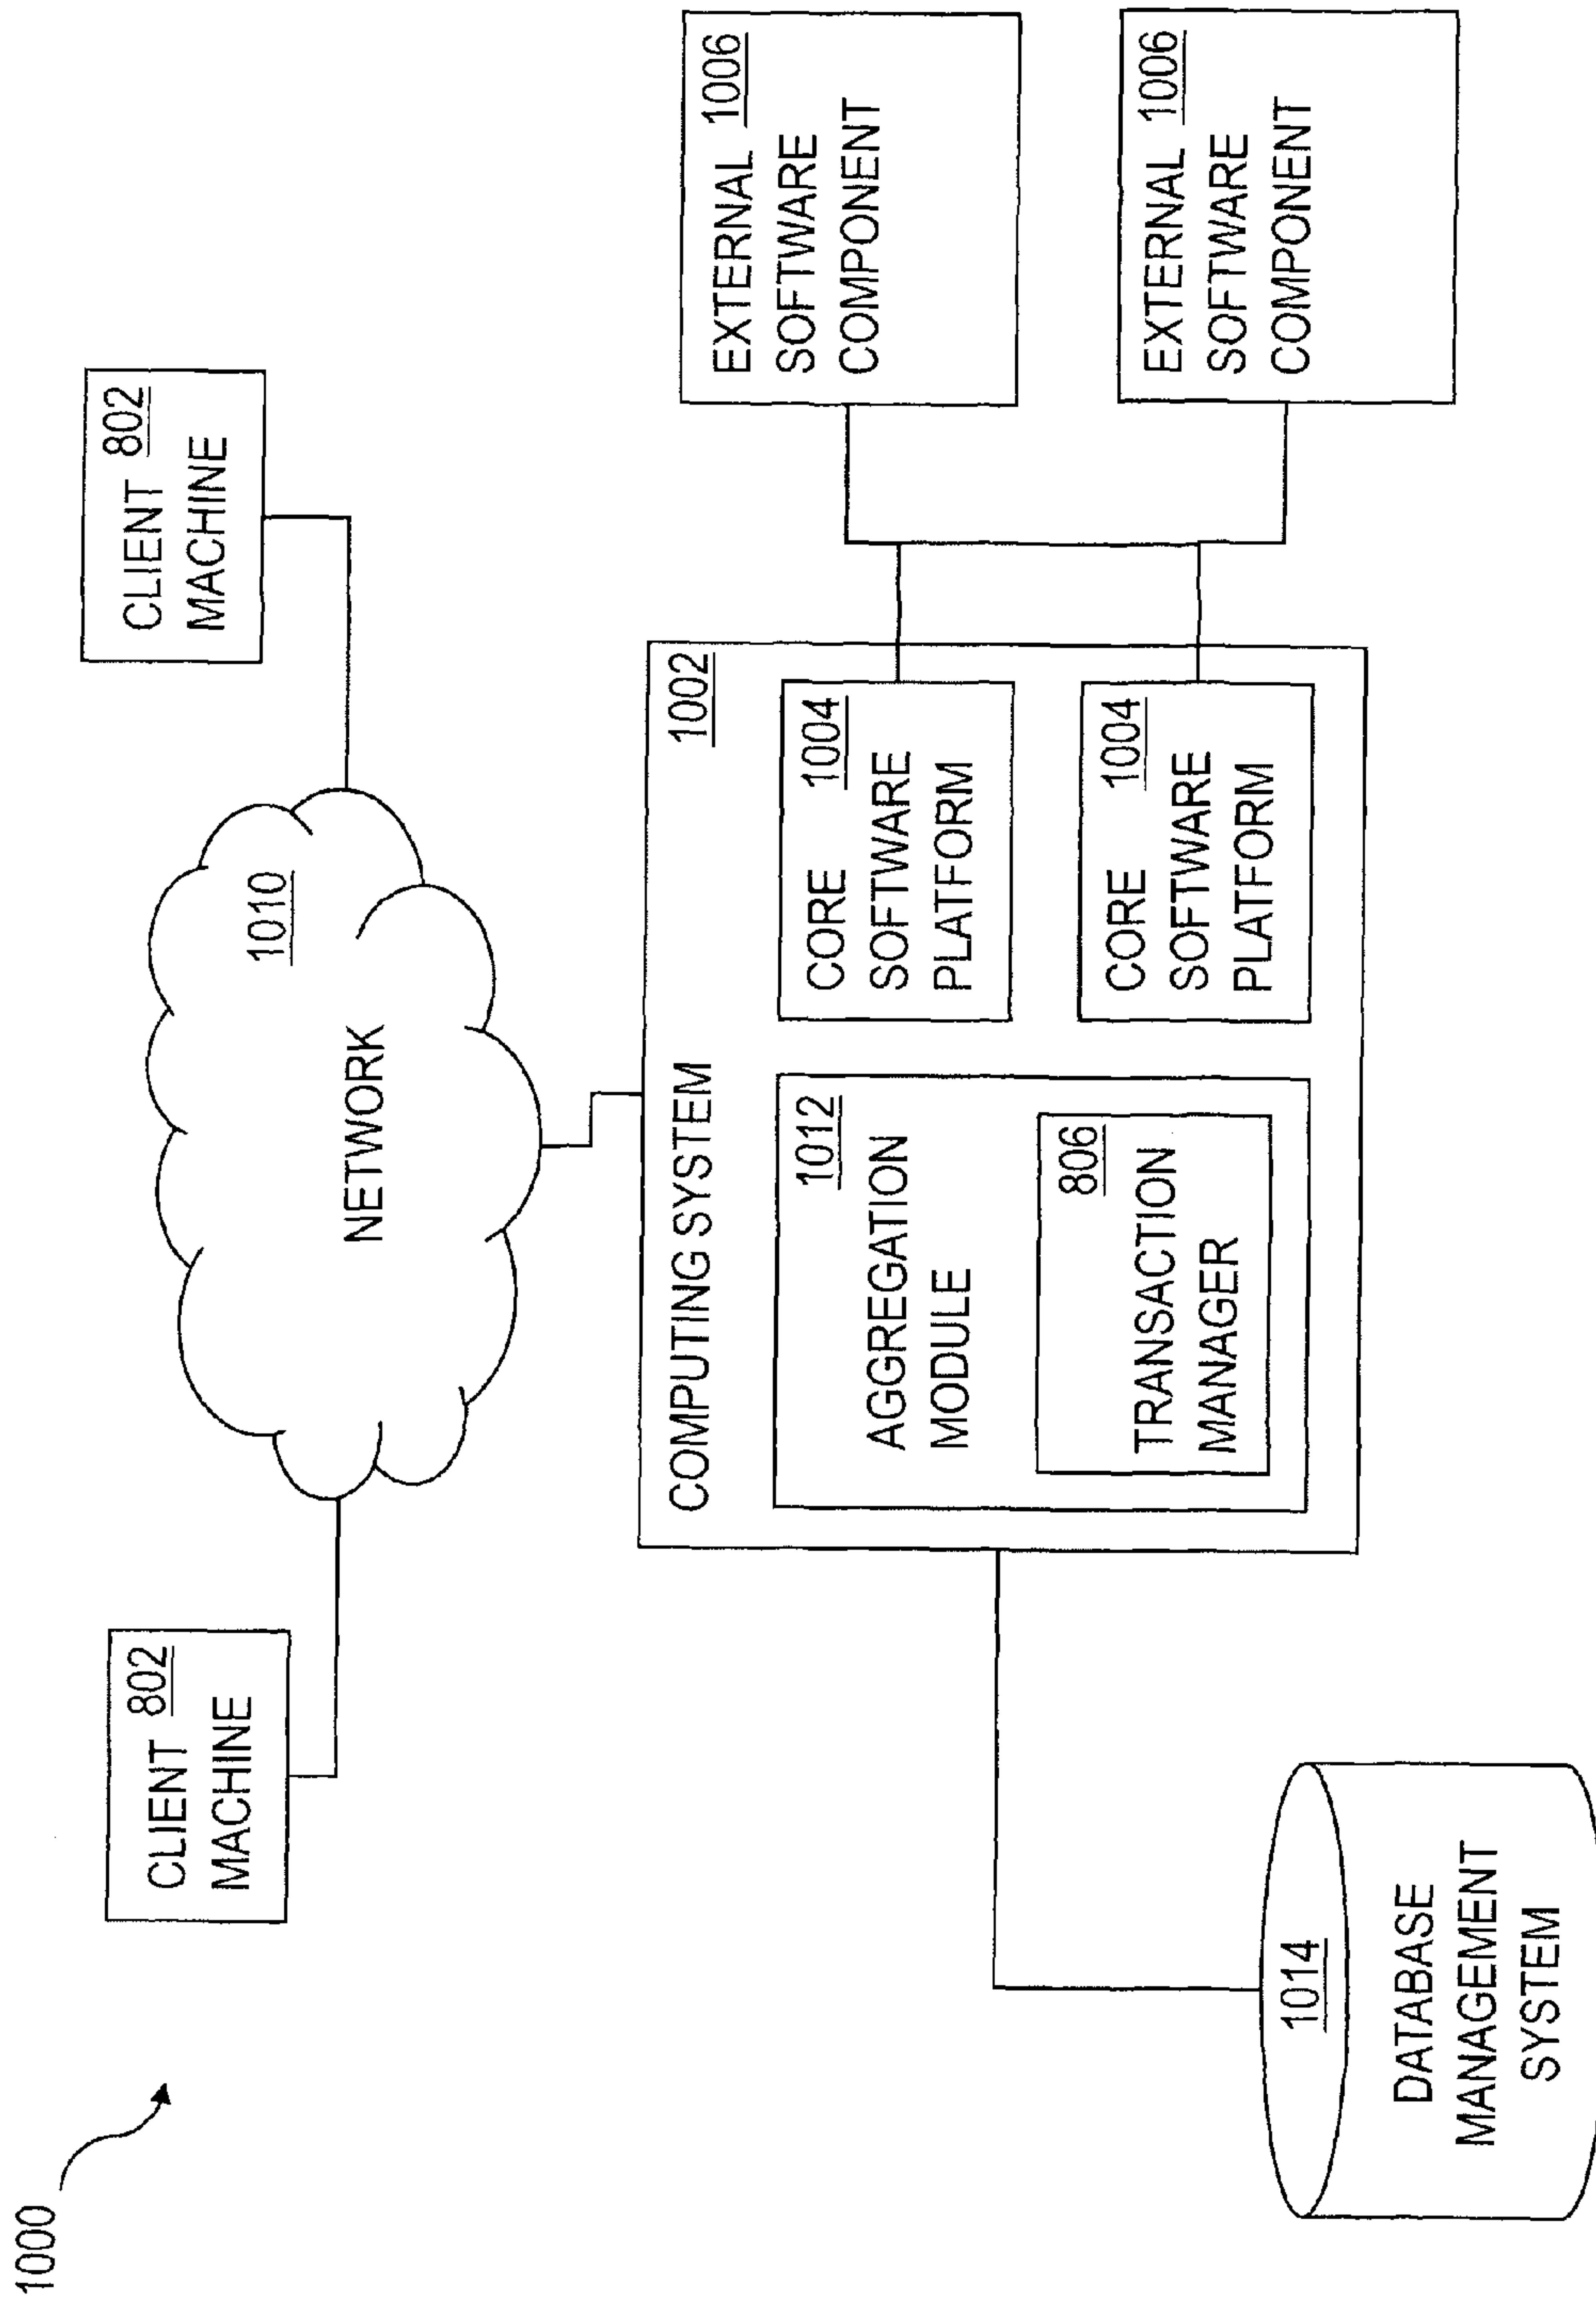 1000
CLIENT 802
MACHINE
CLIENT 802
MACHINE
1010
NETWORK
COMPUTING SYSTEM 1002
1012
AGGREGATION
MODULE
806
TRANSACTION
MANAGER
CORE 1004
SOFTWARE
PLATFORM
CORE 1004
SOFTWARE
PLATFORM
EXTERNAL 1006
SOFTWARE
COMPONENT
EXTERNAL 1006
SOFTWARE
COMPONENT
1014
DATABASE
MANAGEMENT
SYSTEM